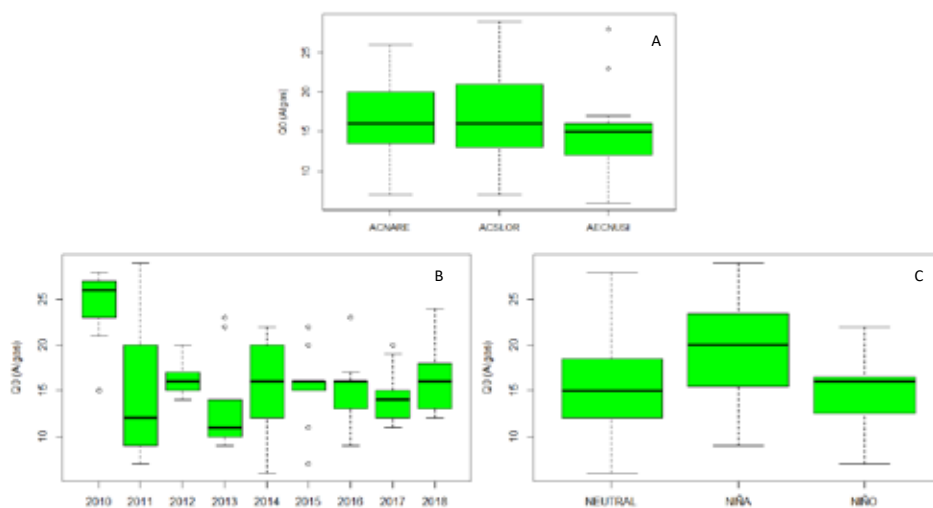 A
Q0 (Algas)
25
20
15
10
ACNARE
ACSLOR
AECNUSI
B
Q0 (Algas)
25
20
15
10
2010 2011 2012 2013 2014 2015 2016 2017 2018
C
Q0 (Algas)
25
20
15
10
NEUTRAL NIÑA NIÑO